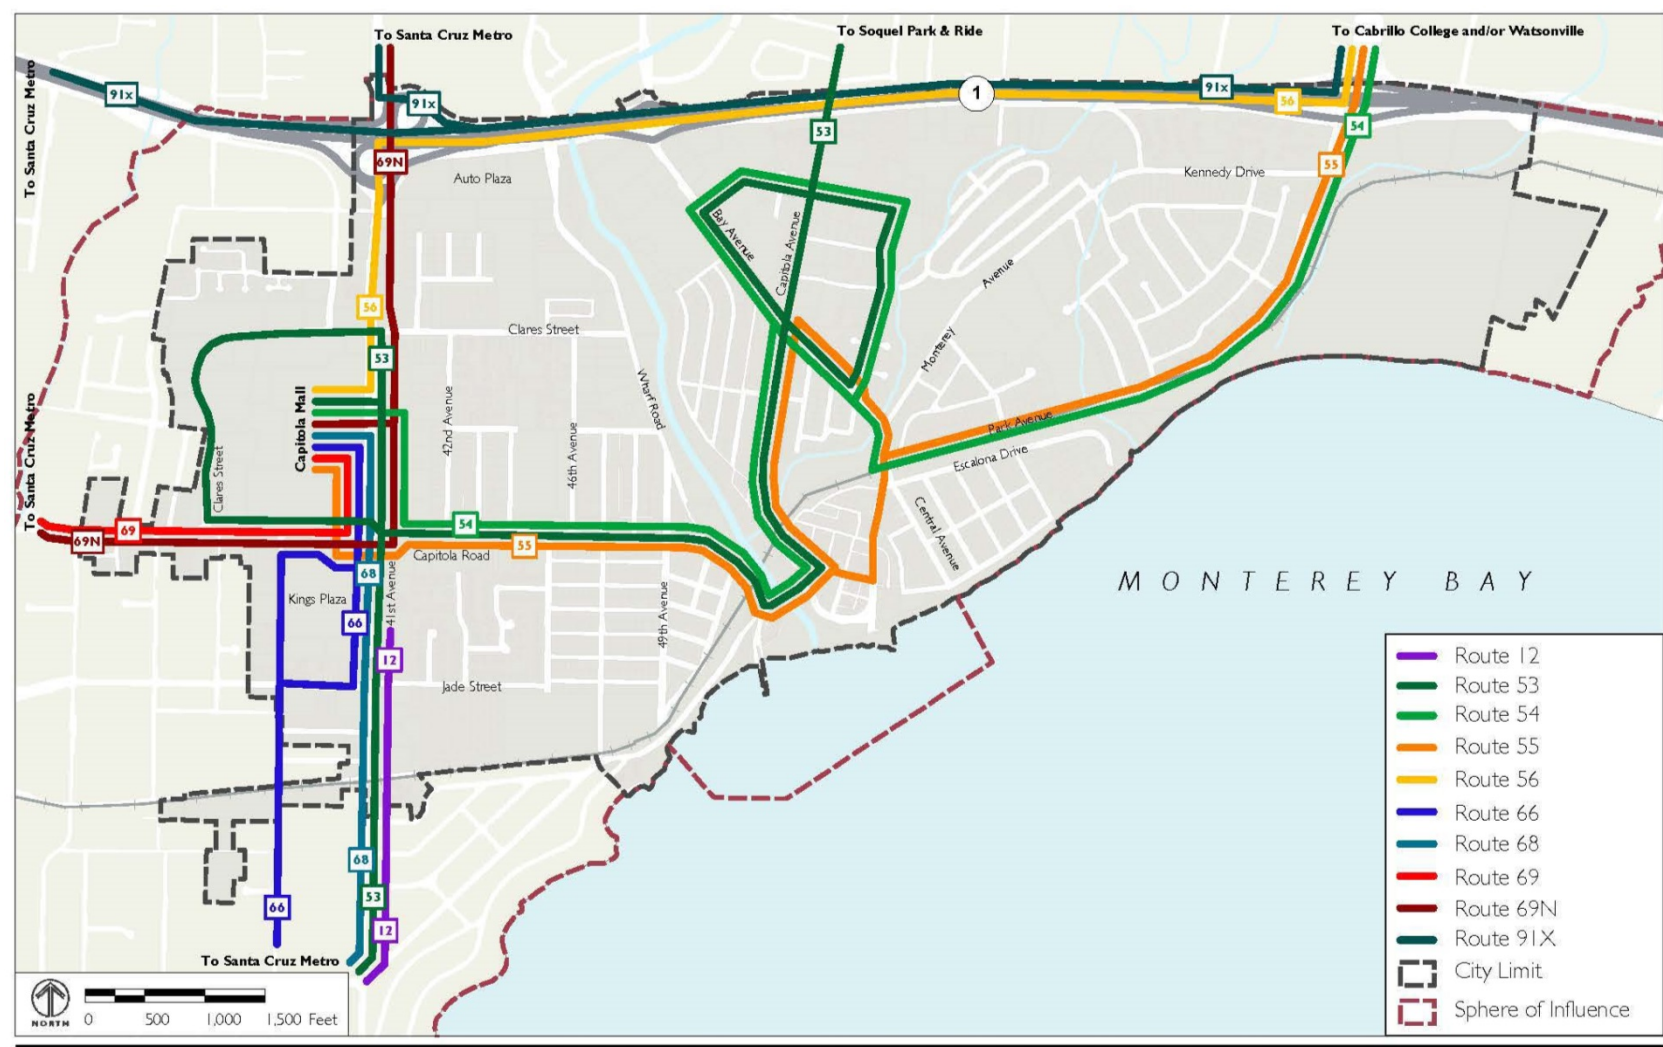 To Santa Cruz Metro
To Soquel Park & Ride
To Cabrillo College and/or Watsonville
To Santa Cruz Metro
91x
91x
1
91x
56
53
54
69N
55
Auto Plaza
Kennedy Drive
Bay Avenue
Capitola Avenue
Avenue
Monterey
56
Clares Street
53
Wharf Road
Capitola Mall
42nd Avenue
46th Avenue
Park Avenue
Escalona Drive
To Santa Cruz Metro
Clares Street
Central Avenue
69
69N
54
55
Capitola Road
68
41st Avenue
Kings Plaza
66
49th Avenue
MONTEREY BAY
12
Jade Street
68
53
66
12
To Santa Cruz Metro
NORTH
0 500 1,000 1,500 Feet
Route 12
Route 53
Route 54
Route 55
Route 56
Route 66
Route 68
Route 69
Route 69N
Route 91X
City Limit
Sphere of Influence